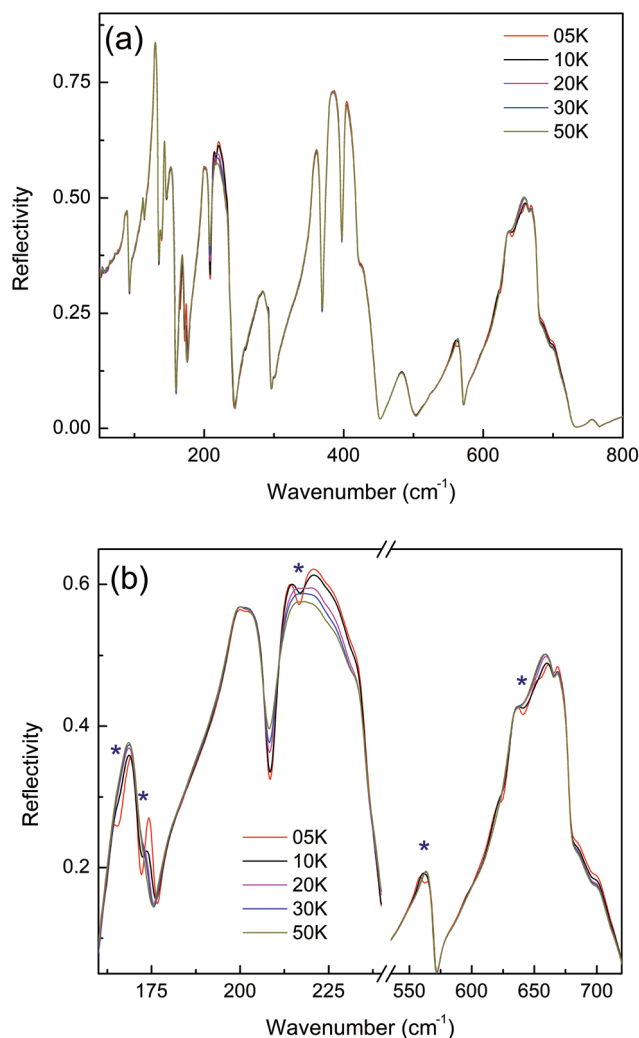 (a)
05K
10K
20K
30K
50K
0.75
0.50
0.25
0.00
Reflectivity
200
400
600
800
Wavenumber (cm-1)
(b)
*
*
*
*
*
0.6
0.4
0.2
Reflectivity
05K
10K
20K
30K
50K
175
200
225
550
600
650
700
Wavenumber (cm-1)